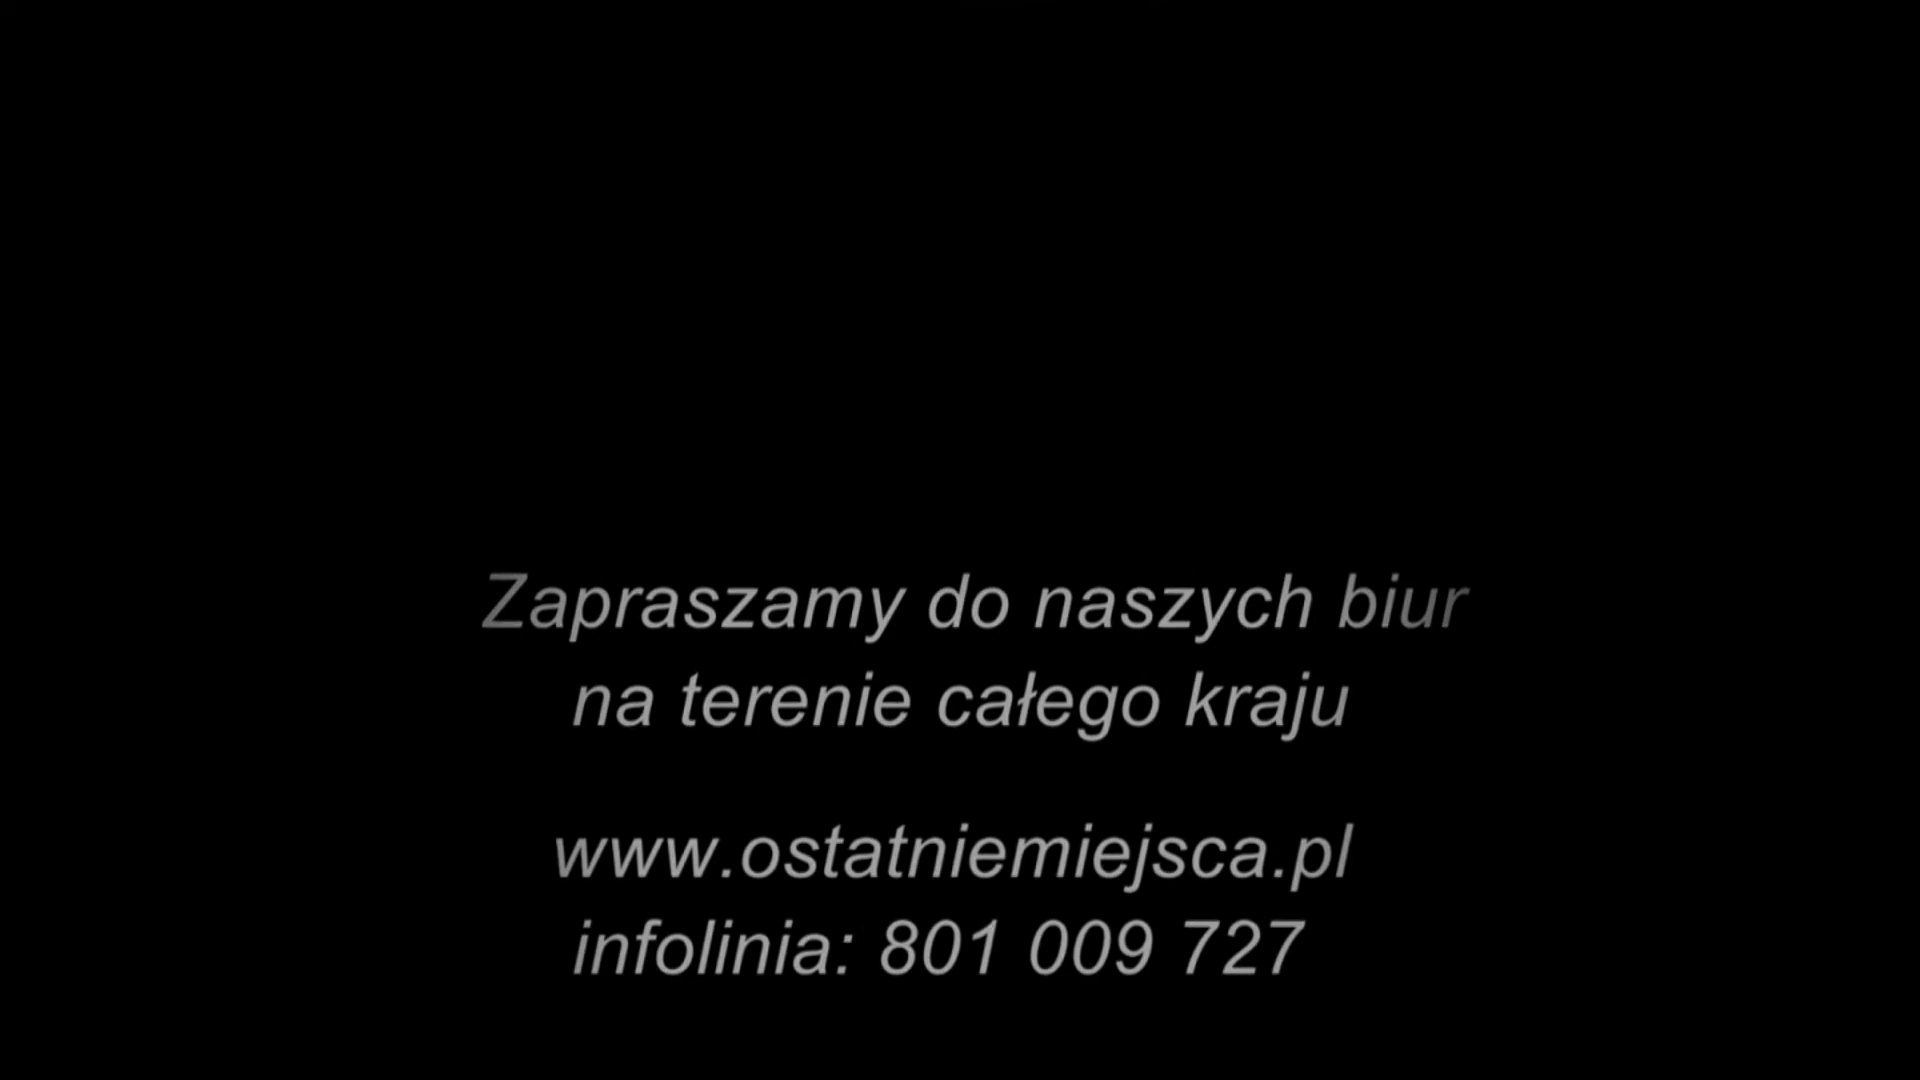 Zapraszamy do naszych biur
na terenie całego kraju
www.ostatniemiejsca.pl
infolinia: 801 009 727